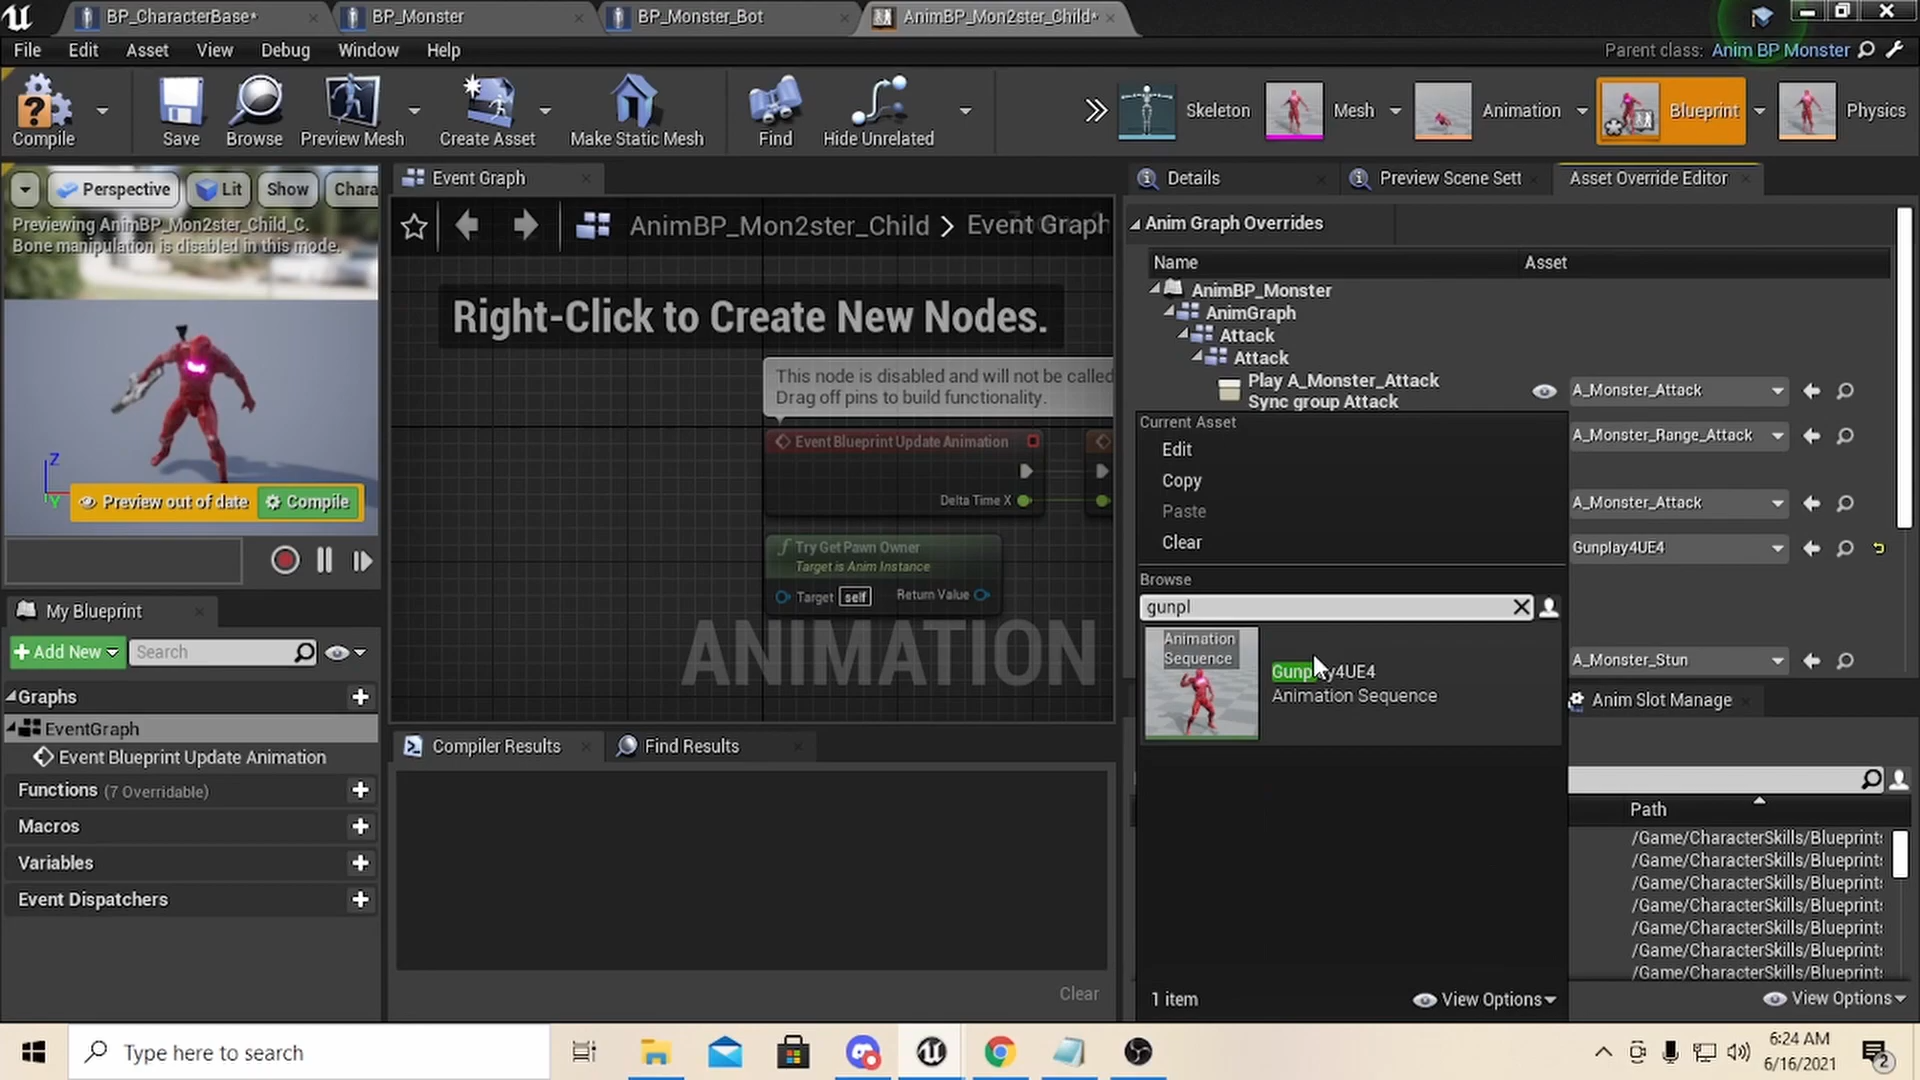 BP_CharacterBase*
BP_Monster
BP_Monster_Bot
AnimBP_Mon2ster_Child*
File
Edit
Asset
View
Debug
Window
Help
Parent class: Anim BP Monster
Compile
Save
Browse
Preview Mesh
Create Asset
Make Static Mesh
Find
Hide Unrelated
Skeleton
Mesh
Animation
Blueprint
Physics
Perspective
Lit
Show
Chara
Previewing AnimBP_Mon2ster_Child_C.
Bone manipulation is disabled in this mode.
Z
Y
Preview out of date
Compile
My Blueprint
Add New
Search
Graphs
EventGraph
Event Blueprint Update Animation
Functions (7 Overridable)
Macros
Variables
Event Dispatchers
Event Graph
AnimBP_Mon2ster_Child > Event Graph
Right-Click to Create New Nodes.
This node is disabled and will not be called
Drag off pins to build functionality.
Event Blueprint Update Animation
Delta Time X
Try Get Pawn Owner
Target is Anim Instance
Target self
Return Value
ANIMATION
Compiler Results
Find Results
Clear
Details
Preview Scene Sett
Asset Override Editor
Anim Graph Overrides
Name
Asset
AnimBP_Monster
AnimGraph
Attack
Attack
Play A_Monster_Attack
Sync group Attack
A_Monster_Attack
A_Monster_Range_Attack
A_Monster_Attack
Gunplay4UE4
A_Monster_Stun
Current Asset
Edit
Copy
Paste
Clear
Browse
gunpl
Animation
Sequence
Gunplay4UE4
Animation Sequence
1 item
View Options
Anim Slot Manage
Path
/Game/CharacterSkills/Blueprint
/Game/CharacterSkills/Blueprint
/Game/CharacterSkills/Blueprint
/Game/CharacterSkills/Blueprint
/Game/CharacterSkills/Blueprint
/Game/CharacterSkills/Blueprint
/Game/CharacterSkills/Blueprint
View Options
Type here to search
6:24 AM
6/16/2021
2